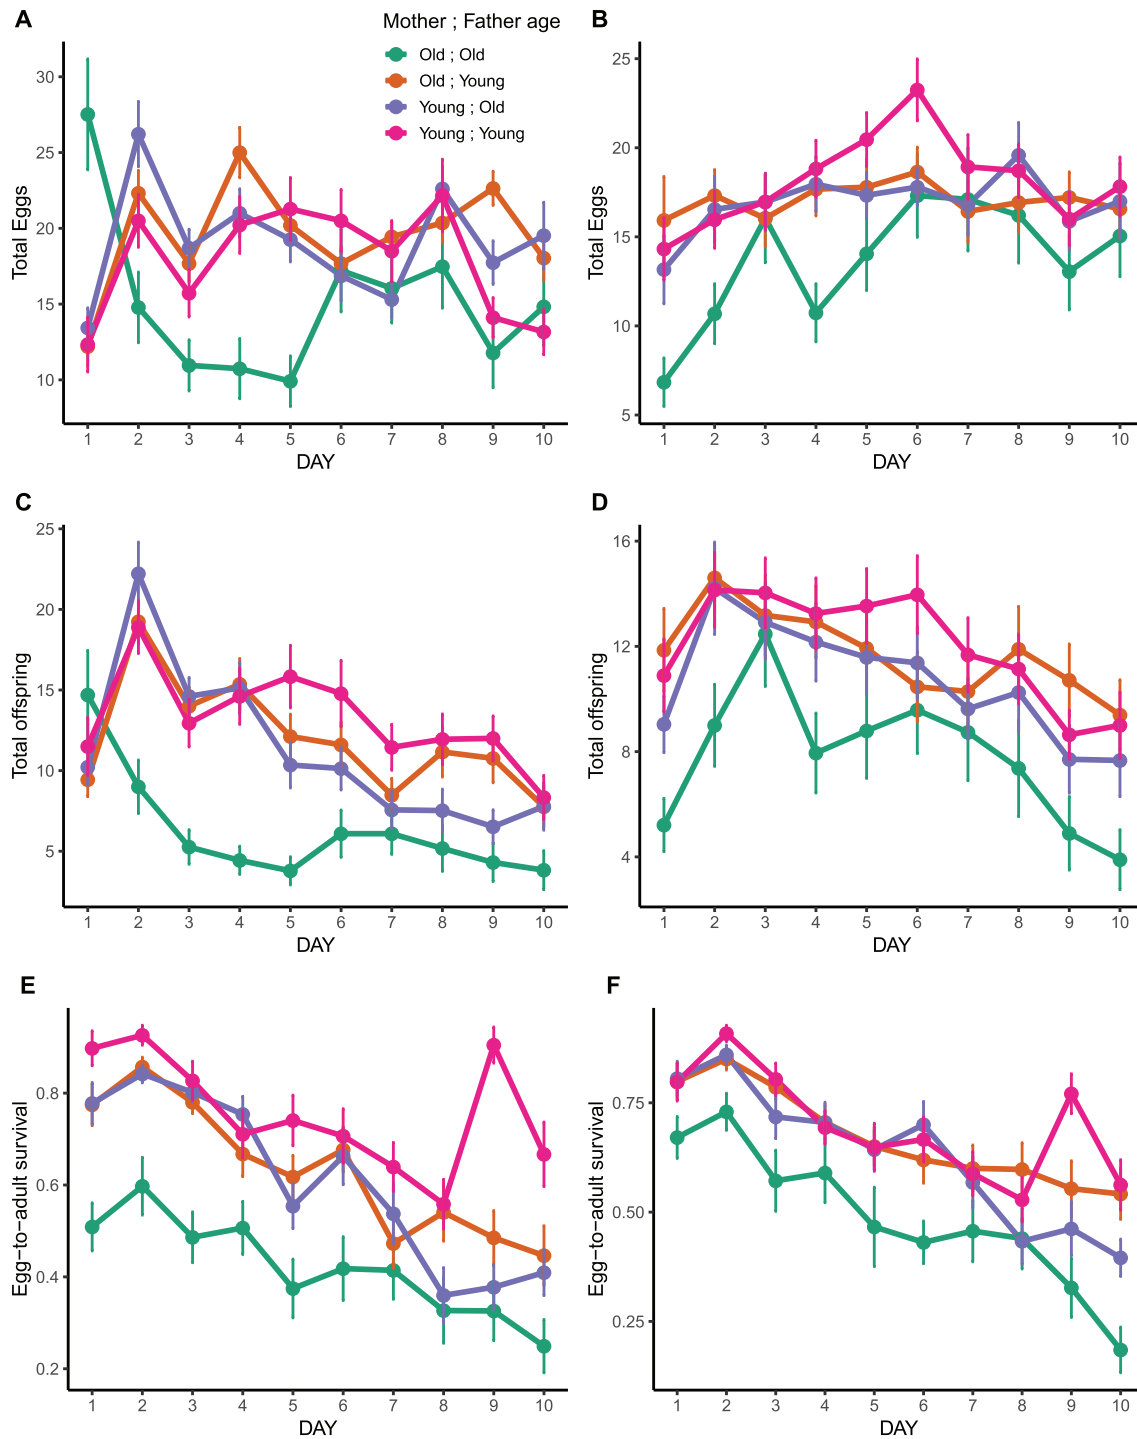 A
Mother ; Father age
Old ; Old
Old ; Young
Young ; Old
Young ; Young
Total Eggs
30
25
20
15
10
1 2 3 4 5 6 7 8 9 10
DAY
B
Total Eggs
25
20
15
10
5
1 2 3 4 5 6 7 8 9 10
DAY
C
Total offspring
25
20
15
10
5
1 2 3 4 5 6 7 8 9 10
DAY
D
Total offspring
16
12
8
4
1 2 3 4 5 6 7 8 9 10
DAY
E
Egg−to−adult survival
0.8
0.6
0.4
0.2
1 2 3 4 5 6 7 8 9 10
DAY
F
Egg−to−adult survival
0.75
0.50
0.25
1 2 3 4 5 6 7 8 9 10
DAY